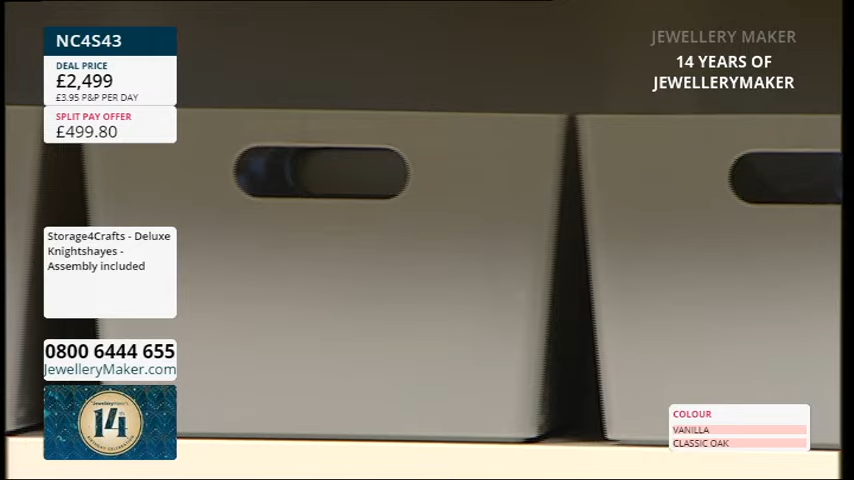 NC4S43
DEAL PRICE
£2,499
£3.95 P&P PER DAY
SPLIT PAY OFFER
£499.80
Storage4Crafts - Deluxe
Knightshayes -
Assembly included
0800 6444 655
JewelleryMaker.com
14
JEWELLERY MAKER
14 YEARS OF
JEWELLERYMAKER
COLOUR
VANILLA
CLASSIC OAK